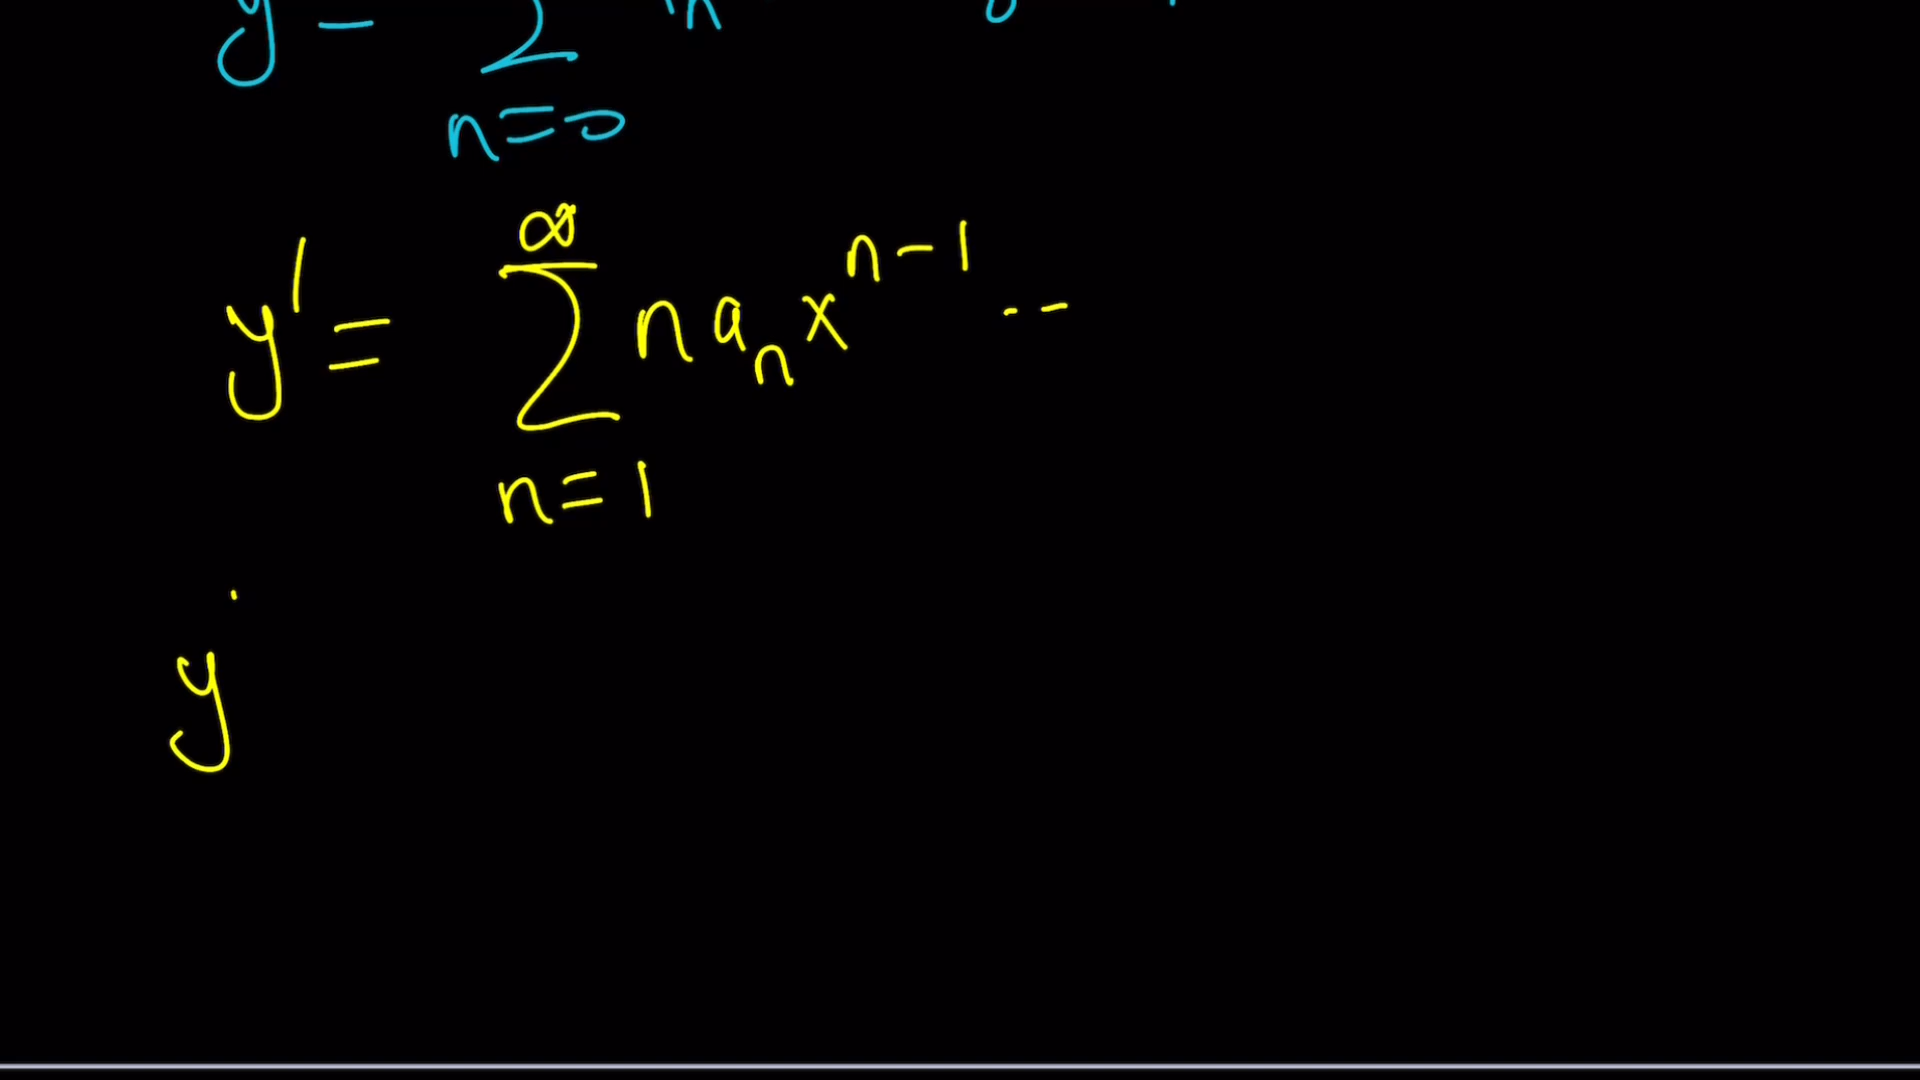 y = ∑ n
n=0
∞
y' = ∑ n aₙ xⁿ⁻¹ --
n=1
y